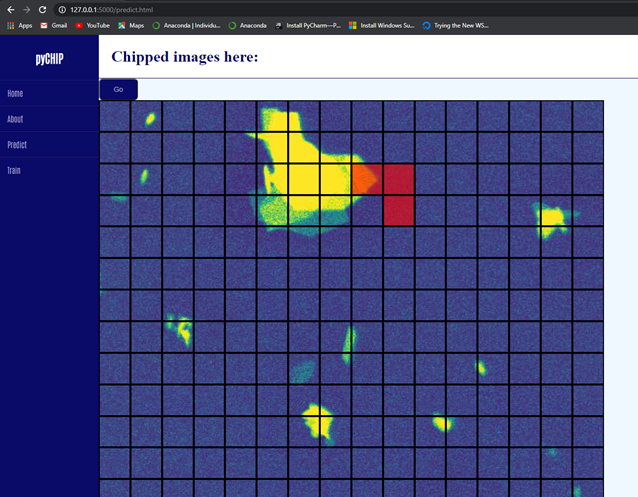 127.0.0.1:5000/predict.html
Apps Gmail YouTube Maps Anaconda | Individu... Anaconda Install PyCharm—P... Install Windows Su... Trying the New WS...
pyCHIP
Chipped images here:
Go
Home
About
Predict
Train